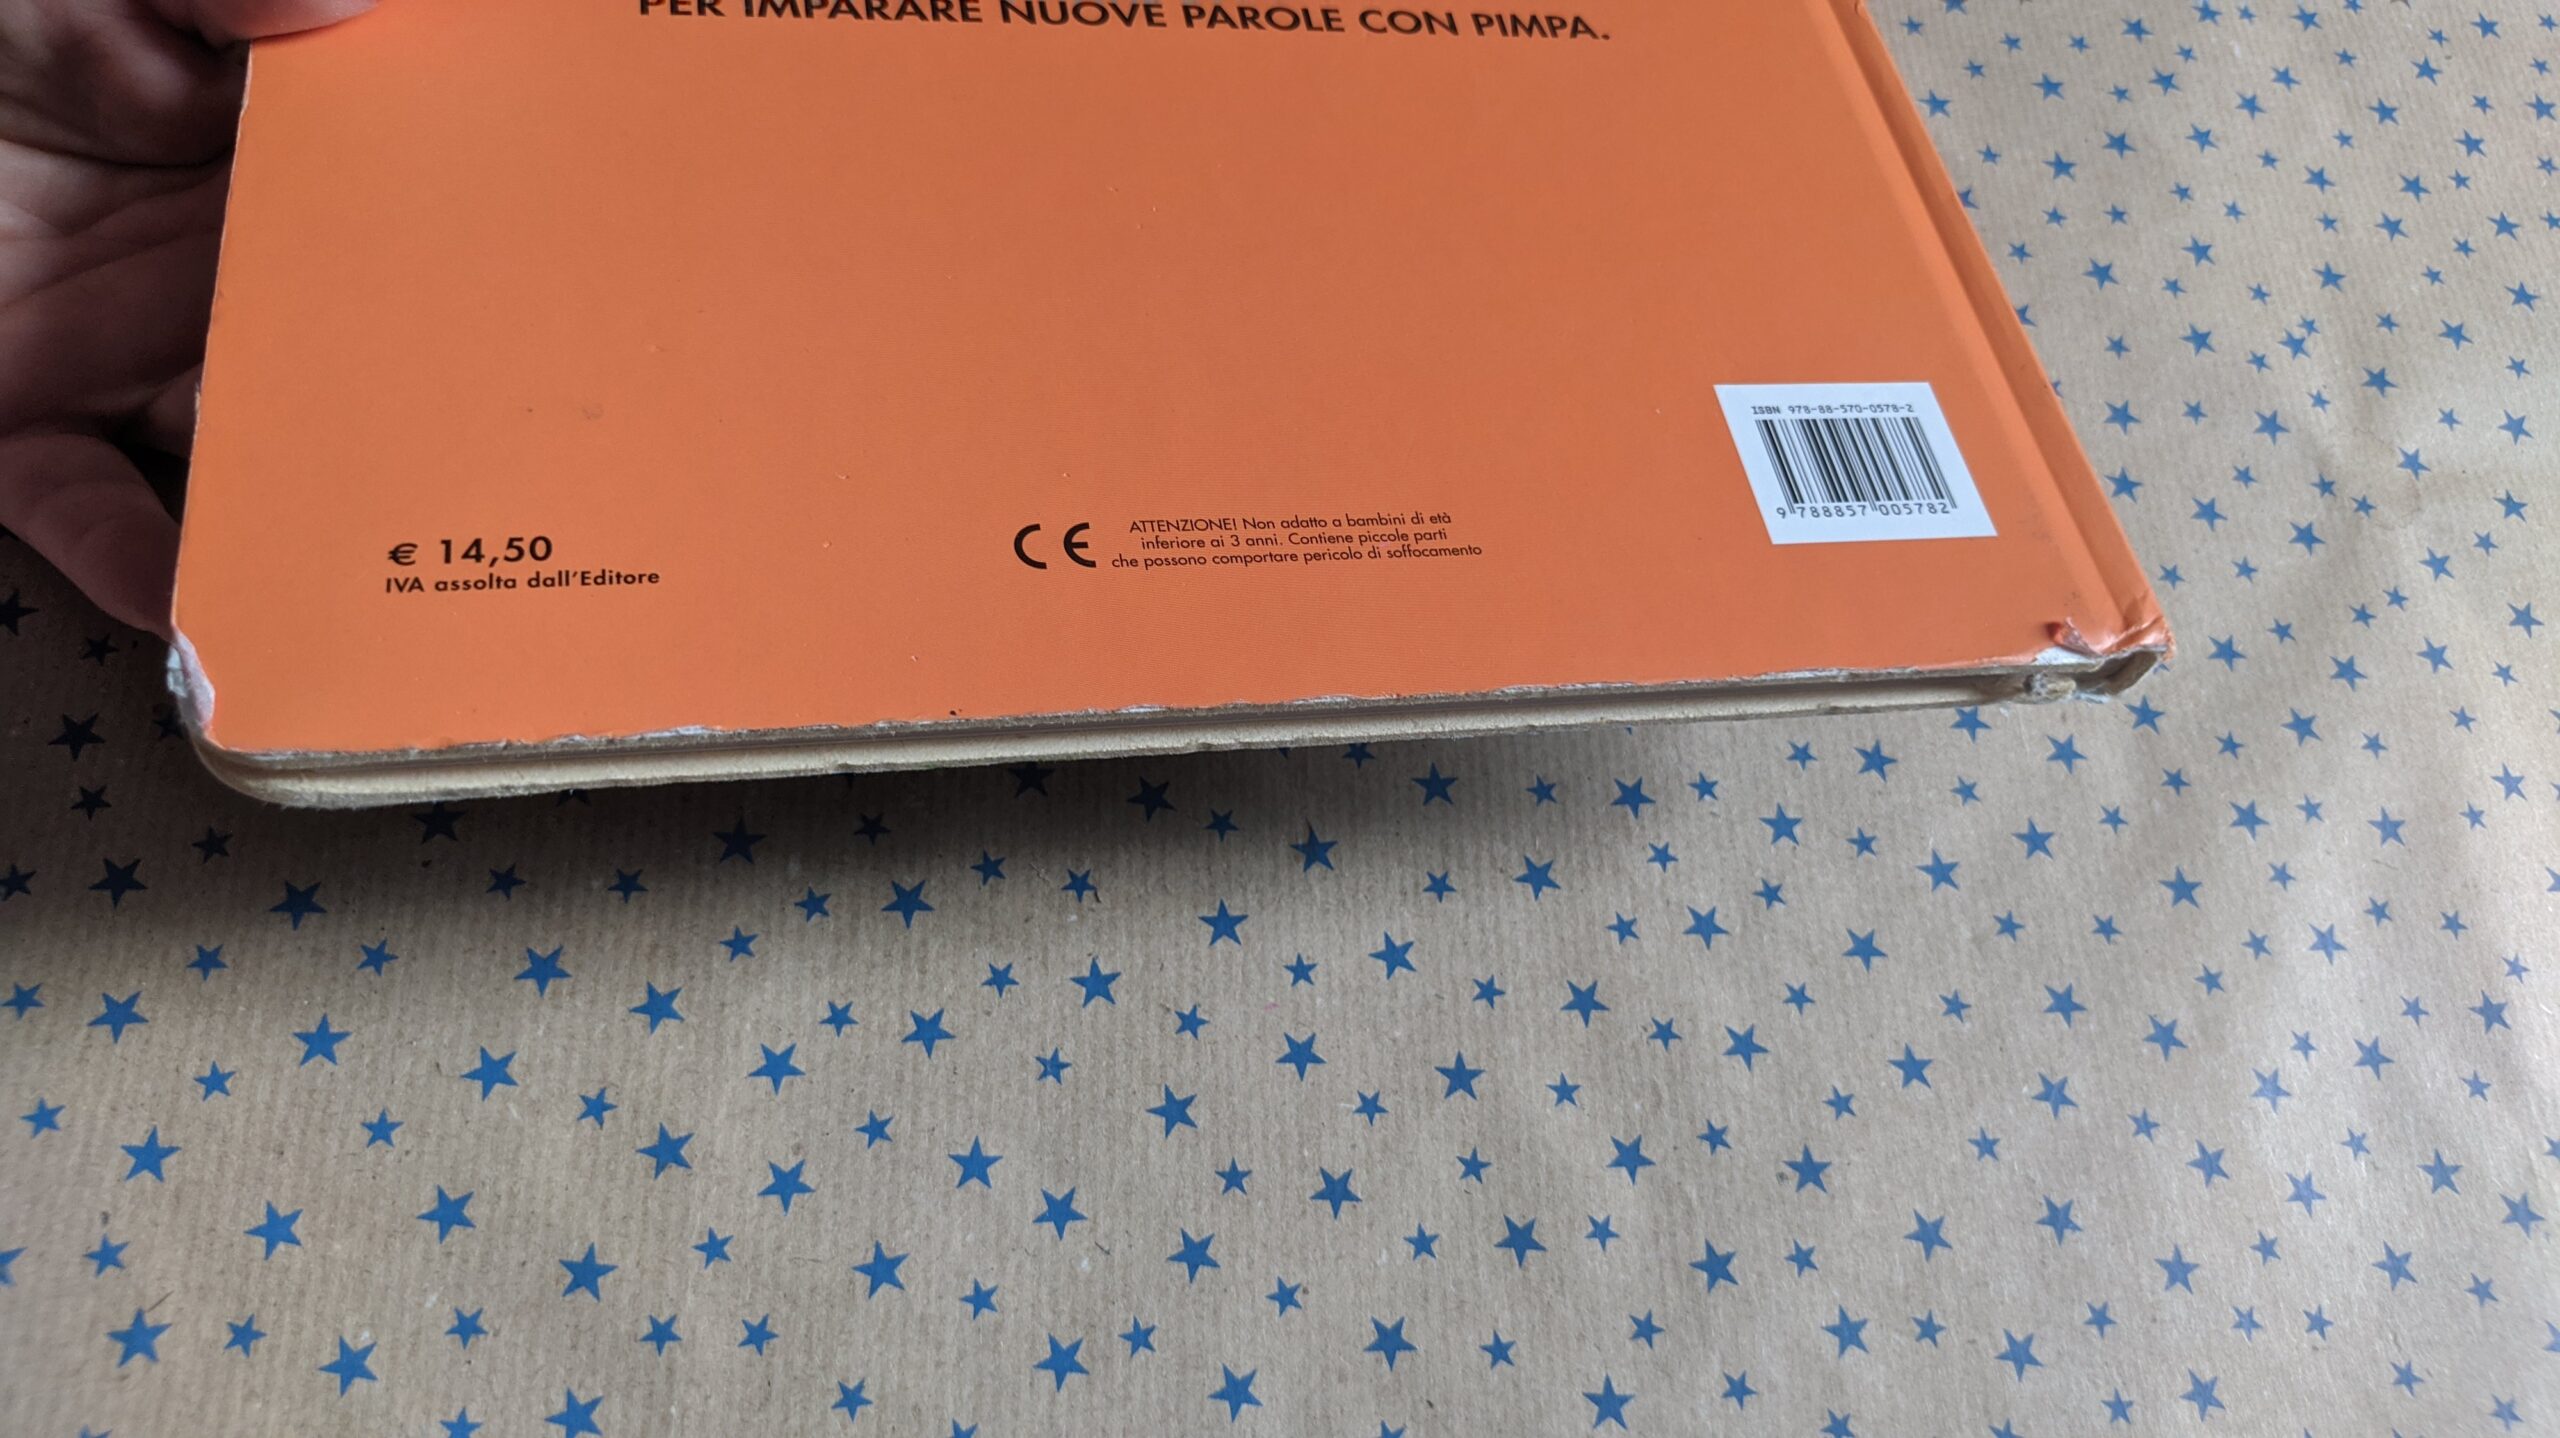 PER IMPARARE NUOVE PAROLE CON PIMPA.
ISBN 978-88-570-0578-2
9 788857 005782
€ 14,50
IVA assolta dall'Editore
CE
ATTENZIONE! Non adatto a bambini di età
inferiore ai 3 anni. Contiene piccole parti
che possono comportare pericolo di soffocamento